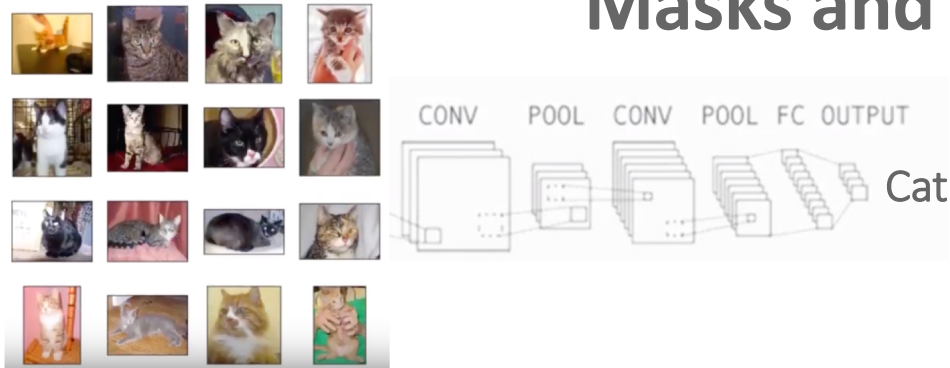 Masks and
CONV POOL CONV POOL FC OUTPUT
Cat